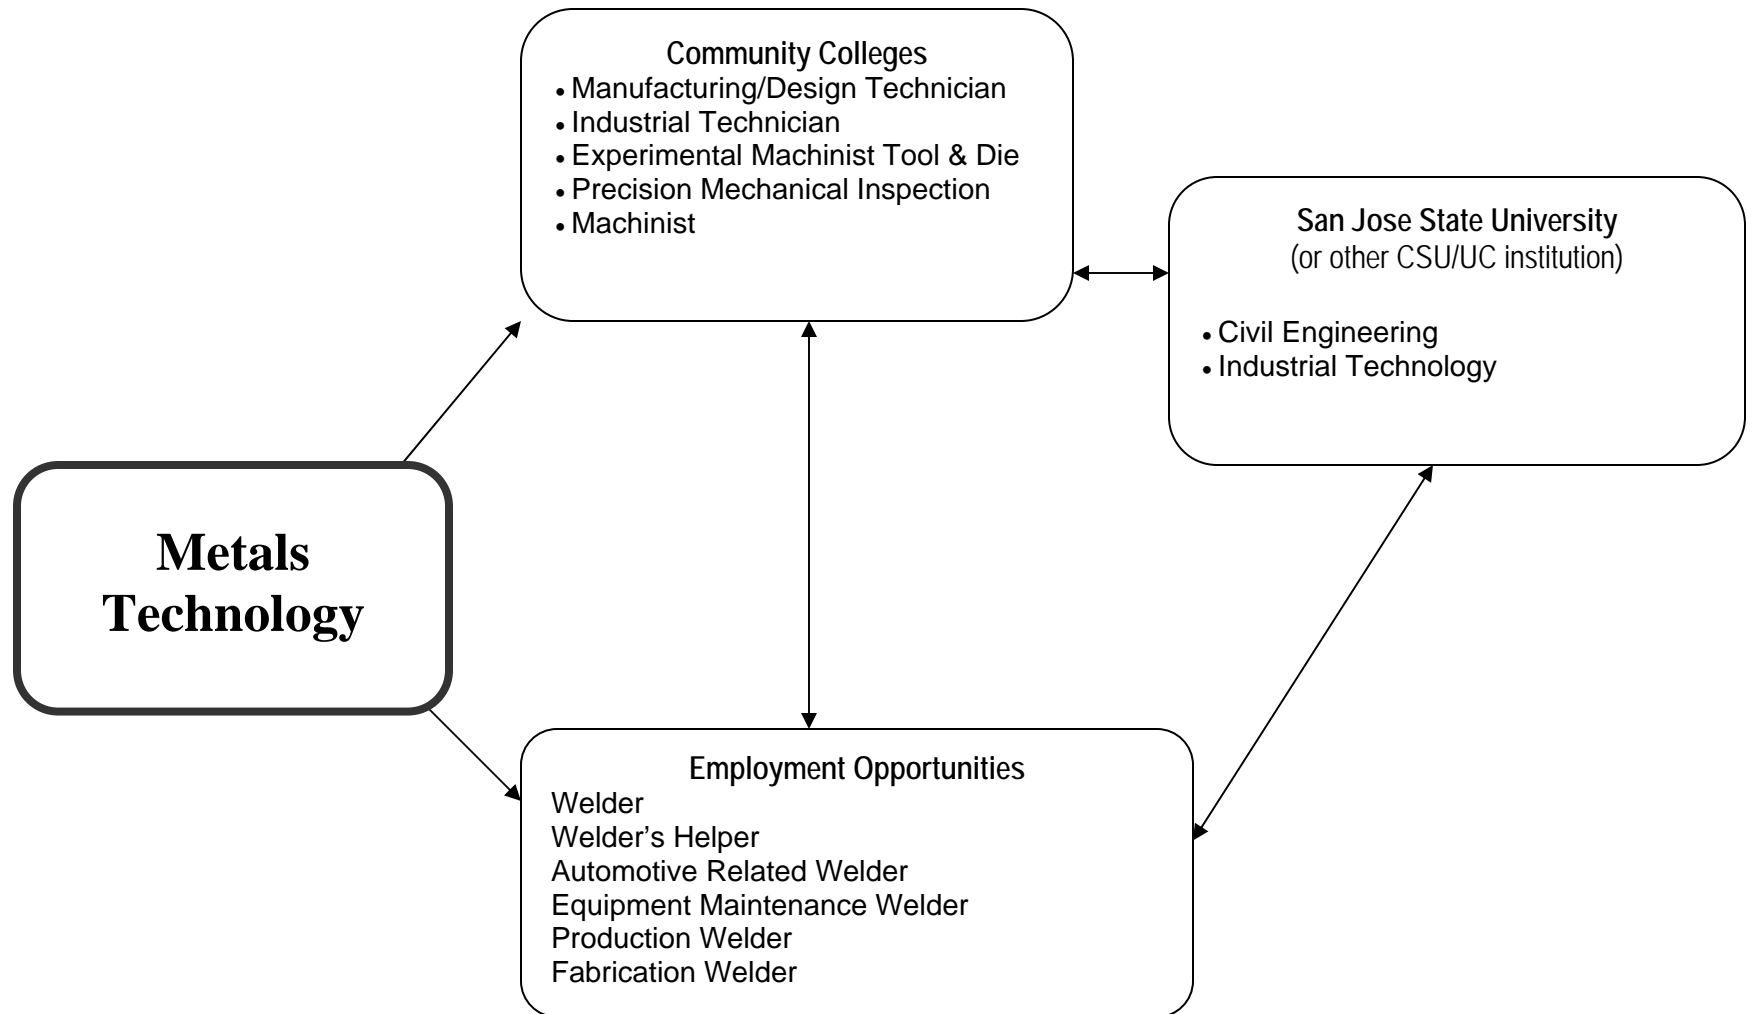 Community Colleges
• Manufacturing/Design Technician
• Industrial Technician
• Experimental Machinist Tool & Die
• Precision Mechanical Inspection
• Machinist
San Jose State University
(or other CSU/UC institution)
• Civil Engineering
• Industrial Technology
Metals
Technology
Employment Opportunities
Welder
Welder’s Helper
Automotive Related Welder
Equipment Maintenance Welder
Production Welder
Fabrication Welder